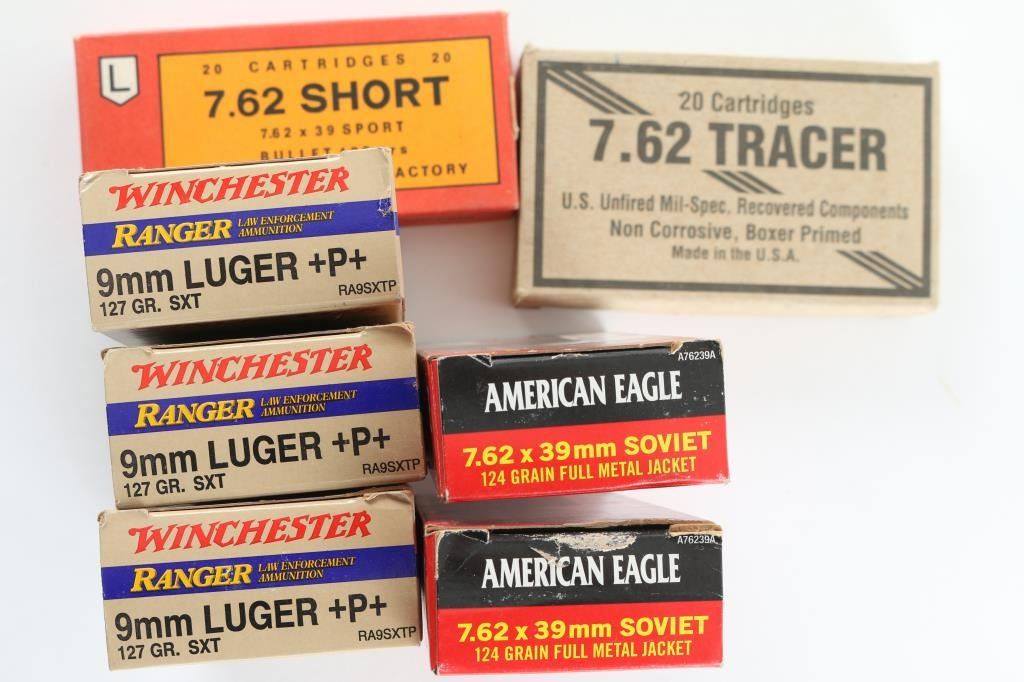 L
20 CARTRIDGES 20
7.62 SHORT
7.62 x 39 SPORT
BULLET
ACTORY
20 Cartridges
7.62 TRACER
U.S. Unfired Mil-Spec. Recovered Components
Non Corrosive, Boxer Primed
Made in the U.S.A.
WINCHESTER
RANGER LAW ENFORCEMENT
AMMUNITION
9mm LUGER +P+
127 GR. SXT RA9SXTP
WINCHESTER
RANGER LAW ENFORCEMENT
AMMUNITION
9mm LUGER +P+
127 GR. SXT RA9SXTP
A76239A
AMERICAN EAGLE
7.62 x 39mm SOVIET
124 GRAIN FULL METAL JACKET
WINCHESTER
RANGER LAW ENFORCEMENT
AMMUNITION
9mm LUGER +P+
127 GR. SXT RA9SXTP
A76239A
AMERICAN EAGLE
7.62 x 39mm SOVIET
124 GRAIN FULL METAL JACKET